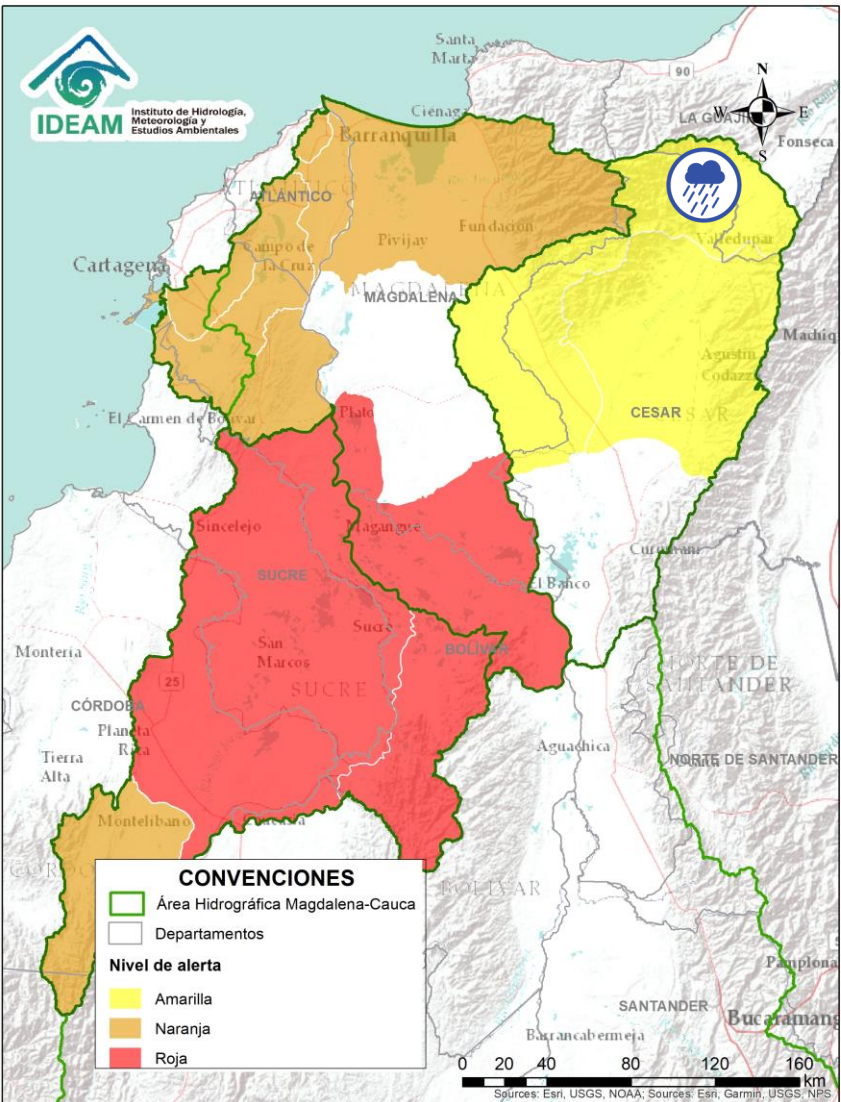 IDEAM
Instituto de Hidrología,
Meteorología y
Estudios Ambientales
N
W
E
S
Santa
Marta
90
Ciénaga
LA GUAJIR
Fonseca
Barranquilla
ATLÁNTICO
Fundación
Pivijay
Campo de
la Cruz
Valledupar
Cartagena
MAGDALENA
MAGDALENA
Machiq
Agustín
Codazzi
CESAR
El Carmen de Bolívar
Plato
Sincelejo
Magangué
Curumaní
SUCRE
El Banco
Sucre
Montería
San
Marcos
BOLÍVAR
SUCRE
25
NORTE DE
SANTANDER
CÓRDOBA
Planeta
Rica
Tierra
Alta
Aguachica
NORTE DE SANTANDER
Montelíbano
BOLÍVAR
CONVENCIONES
Área Hidrográfica Magdalena-Cauca
Departamentos
Nivel de alerta
Amarilla
Naranja
Roja
Pamplona
SANTANDER
Bucaramang
Barrancabermeja
0 20 40 80 120 160
km
Sources: Esri, USGS, NOAA; Sources: Esri, Garmin, USGS, NPS